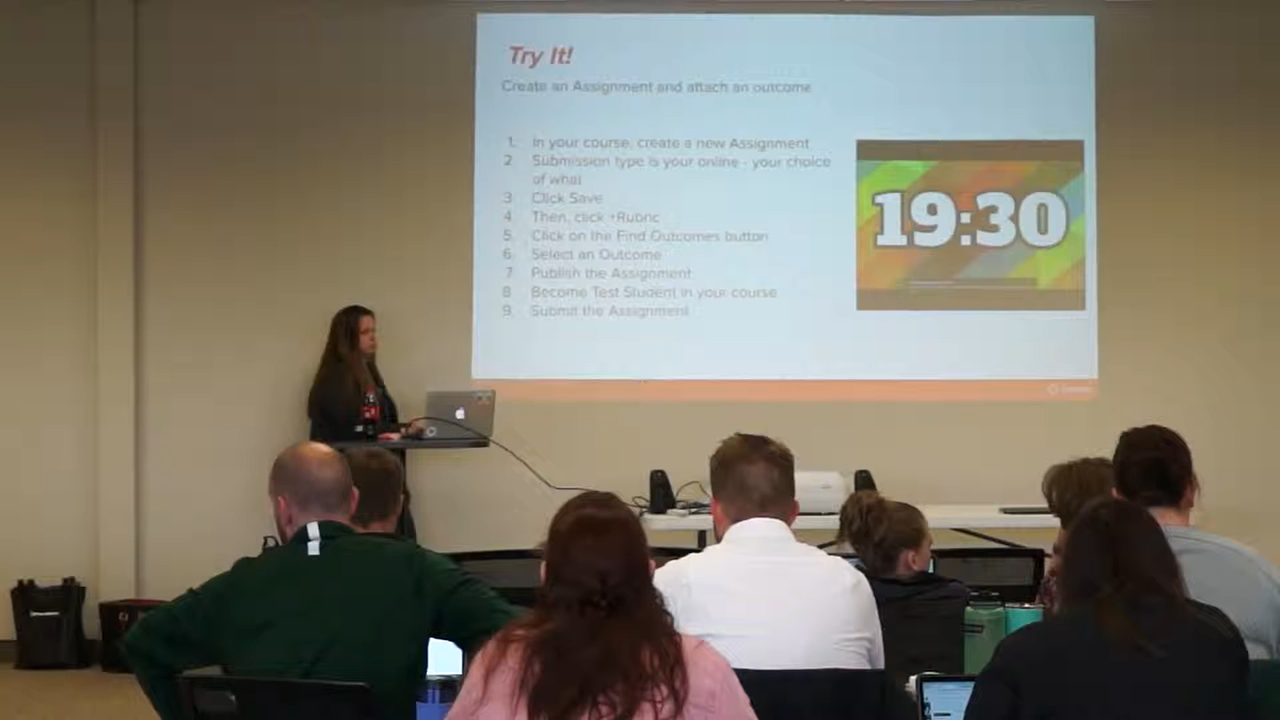 Try It!
Create an Assignment and attach an outcome
1. In your course, create a new Assignment
2. Submission type is your online - your choice
of what
3. Click Save
4. Then, click +Rubric
5. Click on the Find Outcomes button
6. Select an Outcome
7. Publish the Assignment
8. Become Test Student in your course
9. Submit the Assignment
19:30